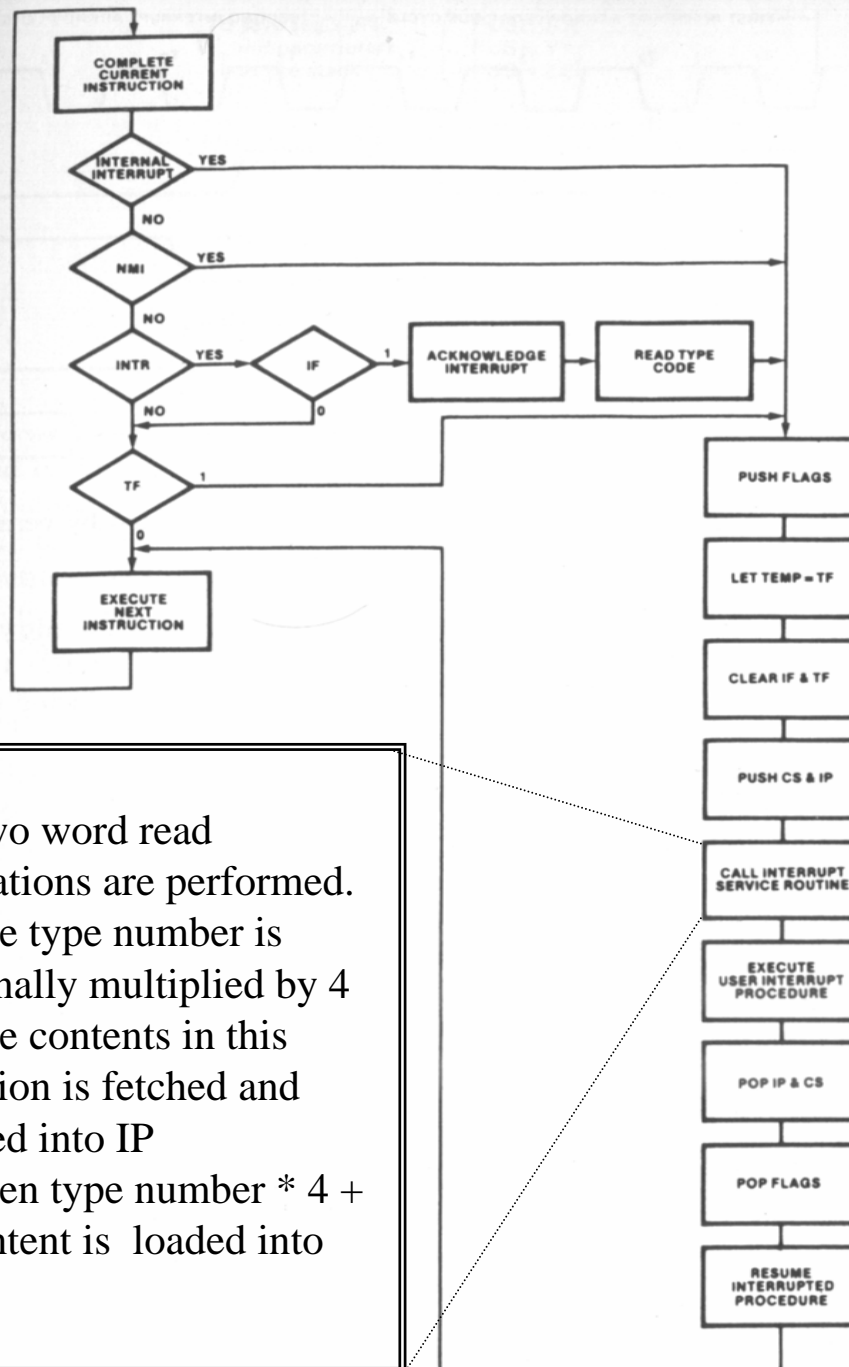 COMPLETE
CURRENT
INSTRUCTION
INTERNAL
INTERRUPT
YES
NO
NMI
YES
NO
INTR
YES
IF
1
ACKNOWLEDGE
INTERRUPT
READ TYPE
CODE
NO
0
TF
1
0
EXECUTE
NEXT
INSTRUCTION
PUSH FLAGS
LET TEMP = TF
CLEAR IF & TF
PUSH CS & IP
CALL INTERRUPT
SERVICE ROUTINE
EXECUTE
USER INTERRUPT
PROCEDURE
POP IP & CS
POP FLAGS
RESUME
INTERRUPTED
PROCEDURE
word read
ations are performed.
e type number is
nally multiplied by 4
e contents in this
ion is fetched and
ed into IP
en type number * 4 +
ntent is loaded into